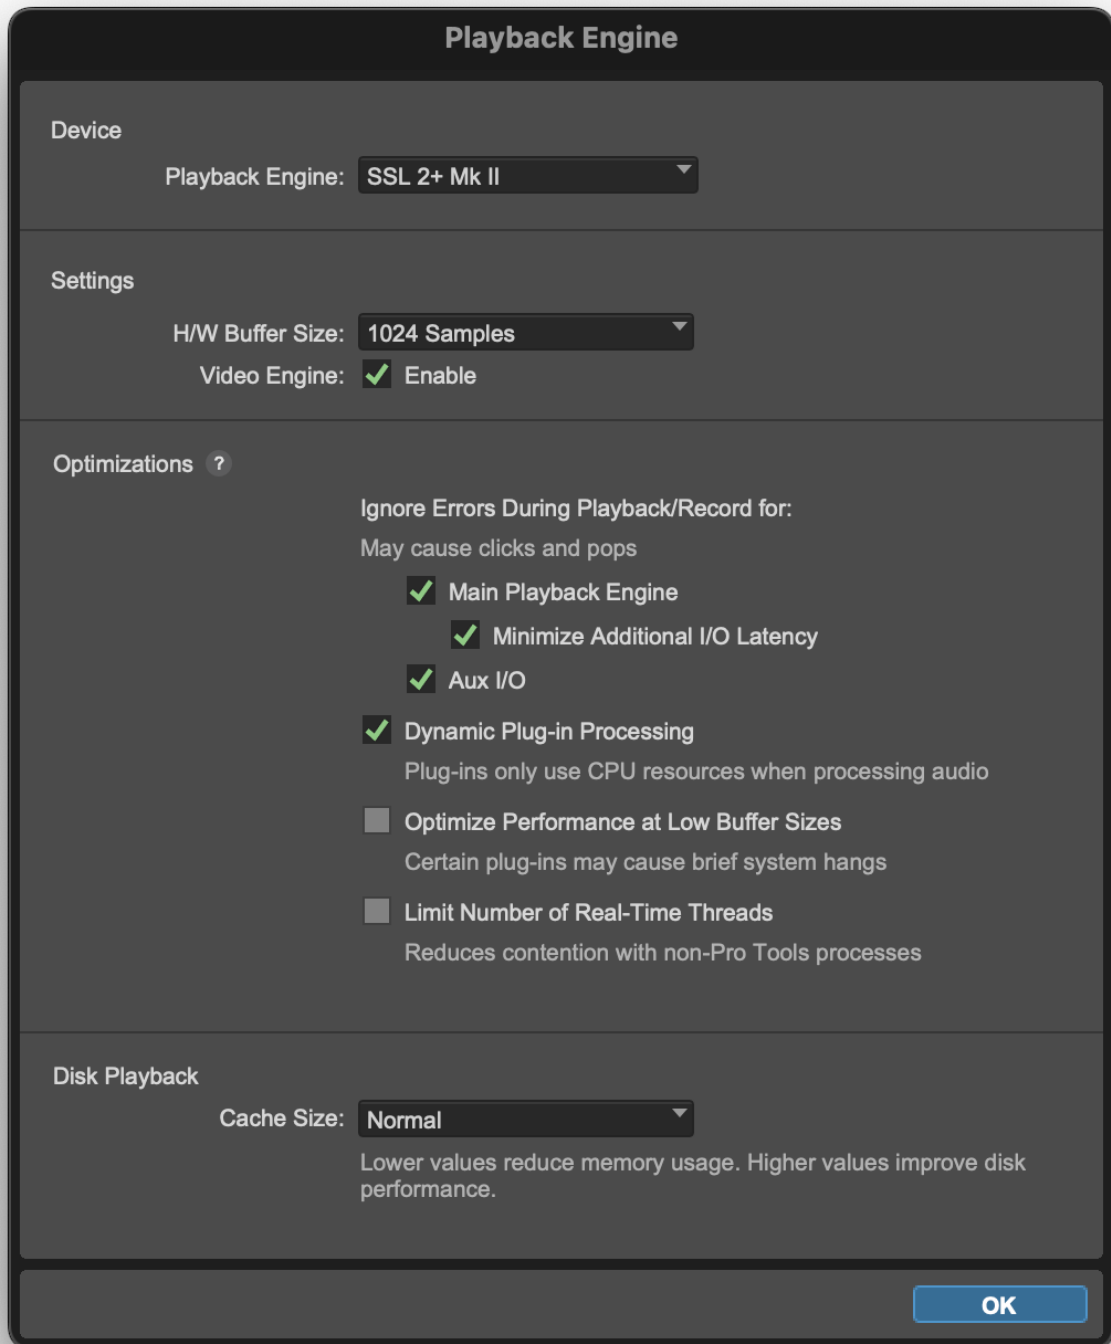 Playback Engine
Device
Playback Engine: SSL 2+ Mk II
Settings
H/W Buffer Size: 1024 Samples
Video Engine: Enable
Optimizations ?
Ignore Errors During Playback/Record for:
May cause clicks and pops
Main Playback Engine
Minimize Additional I/O Latency
Aux I/O
Dynamic Plug-in Processing
Plug-ins only use CPU resources when processing audio
Optimize Performance at Low Buffer Sizes
Certain plug-ins may cause brief system hangs
Limit Number of Real-Time Threads
Reduces contention with non-Pro Tools processes
Disk Playback
Cache Size: Normal
Lower values reduce memory usage. Higher values improve disk
performance.
OK